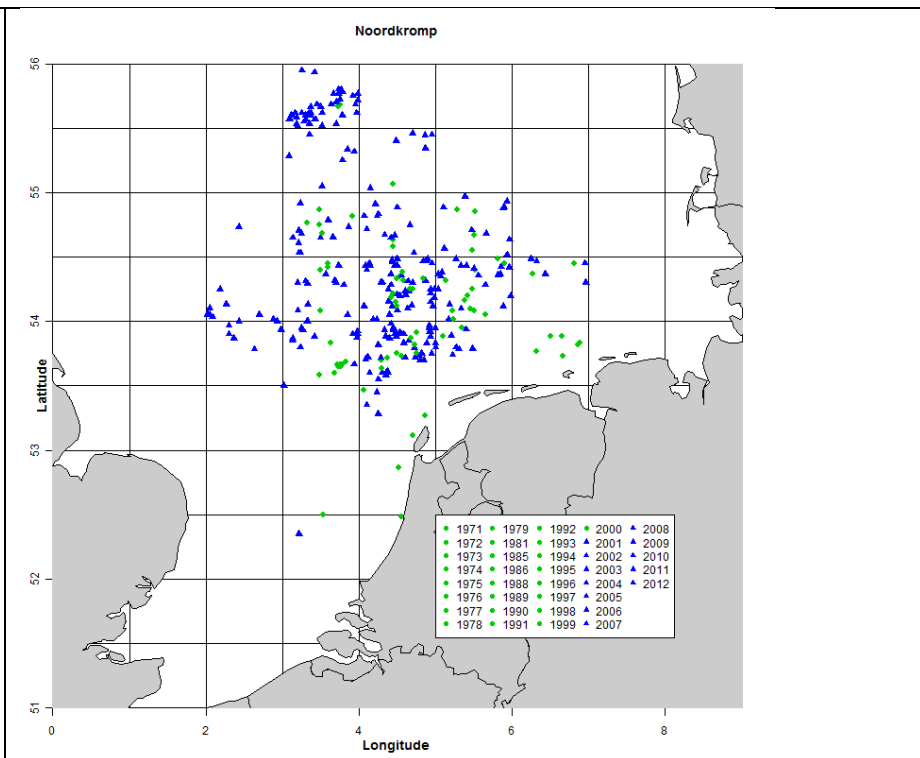 Noordkromp
56
55
54
Latitude
53
52
51
1971 1979 1992 2000 2008
1972 1981 1993 2001 2009
1973 1985 1994 2002 2010
1974 1986 1995 2003 2011
1975 1988 1996 2004 2012
1976 1989 1997 2005
1977 1990 1998 2006
1978 1991 1999 2007
0 2 4 6 8
Longitude